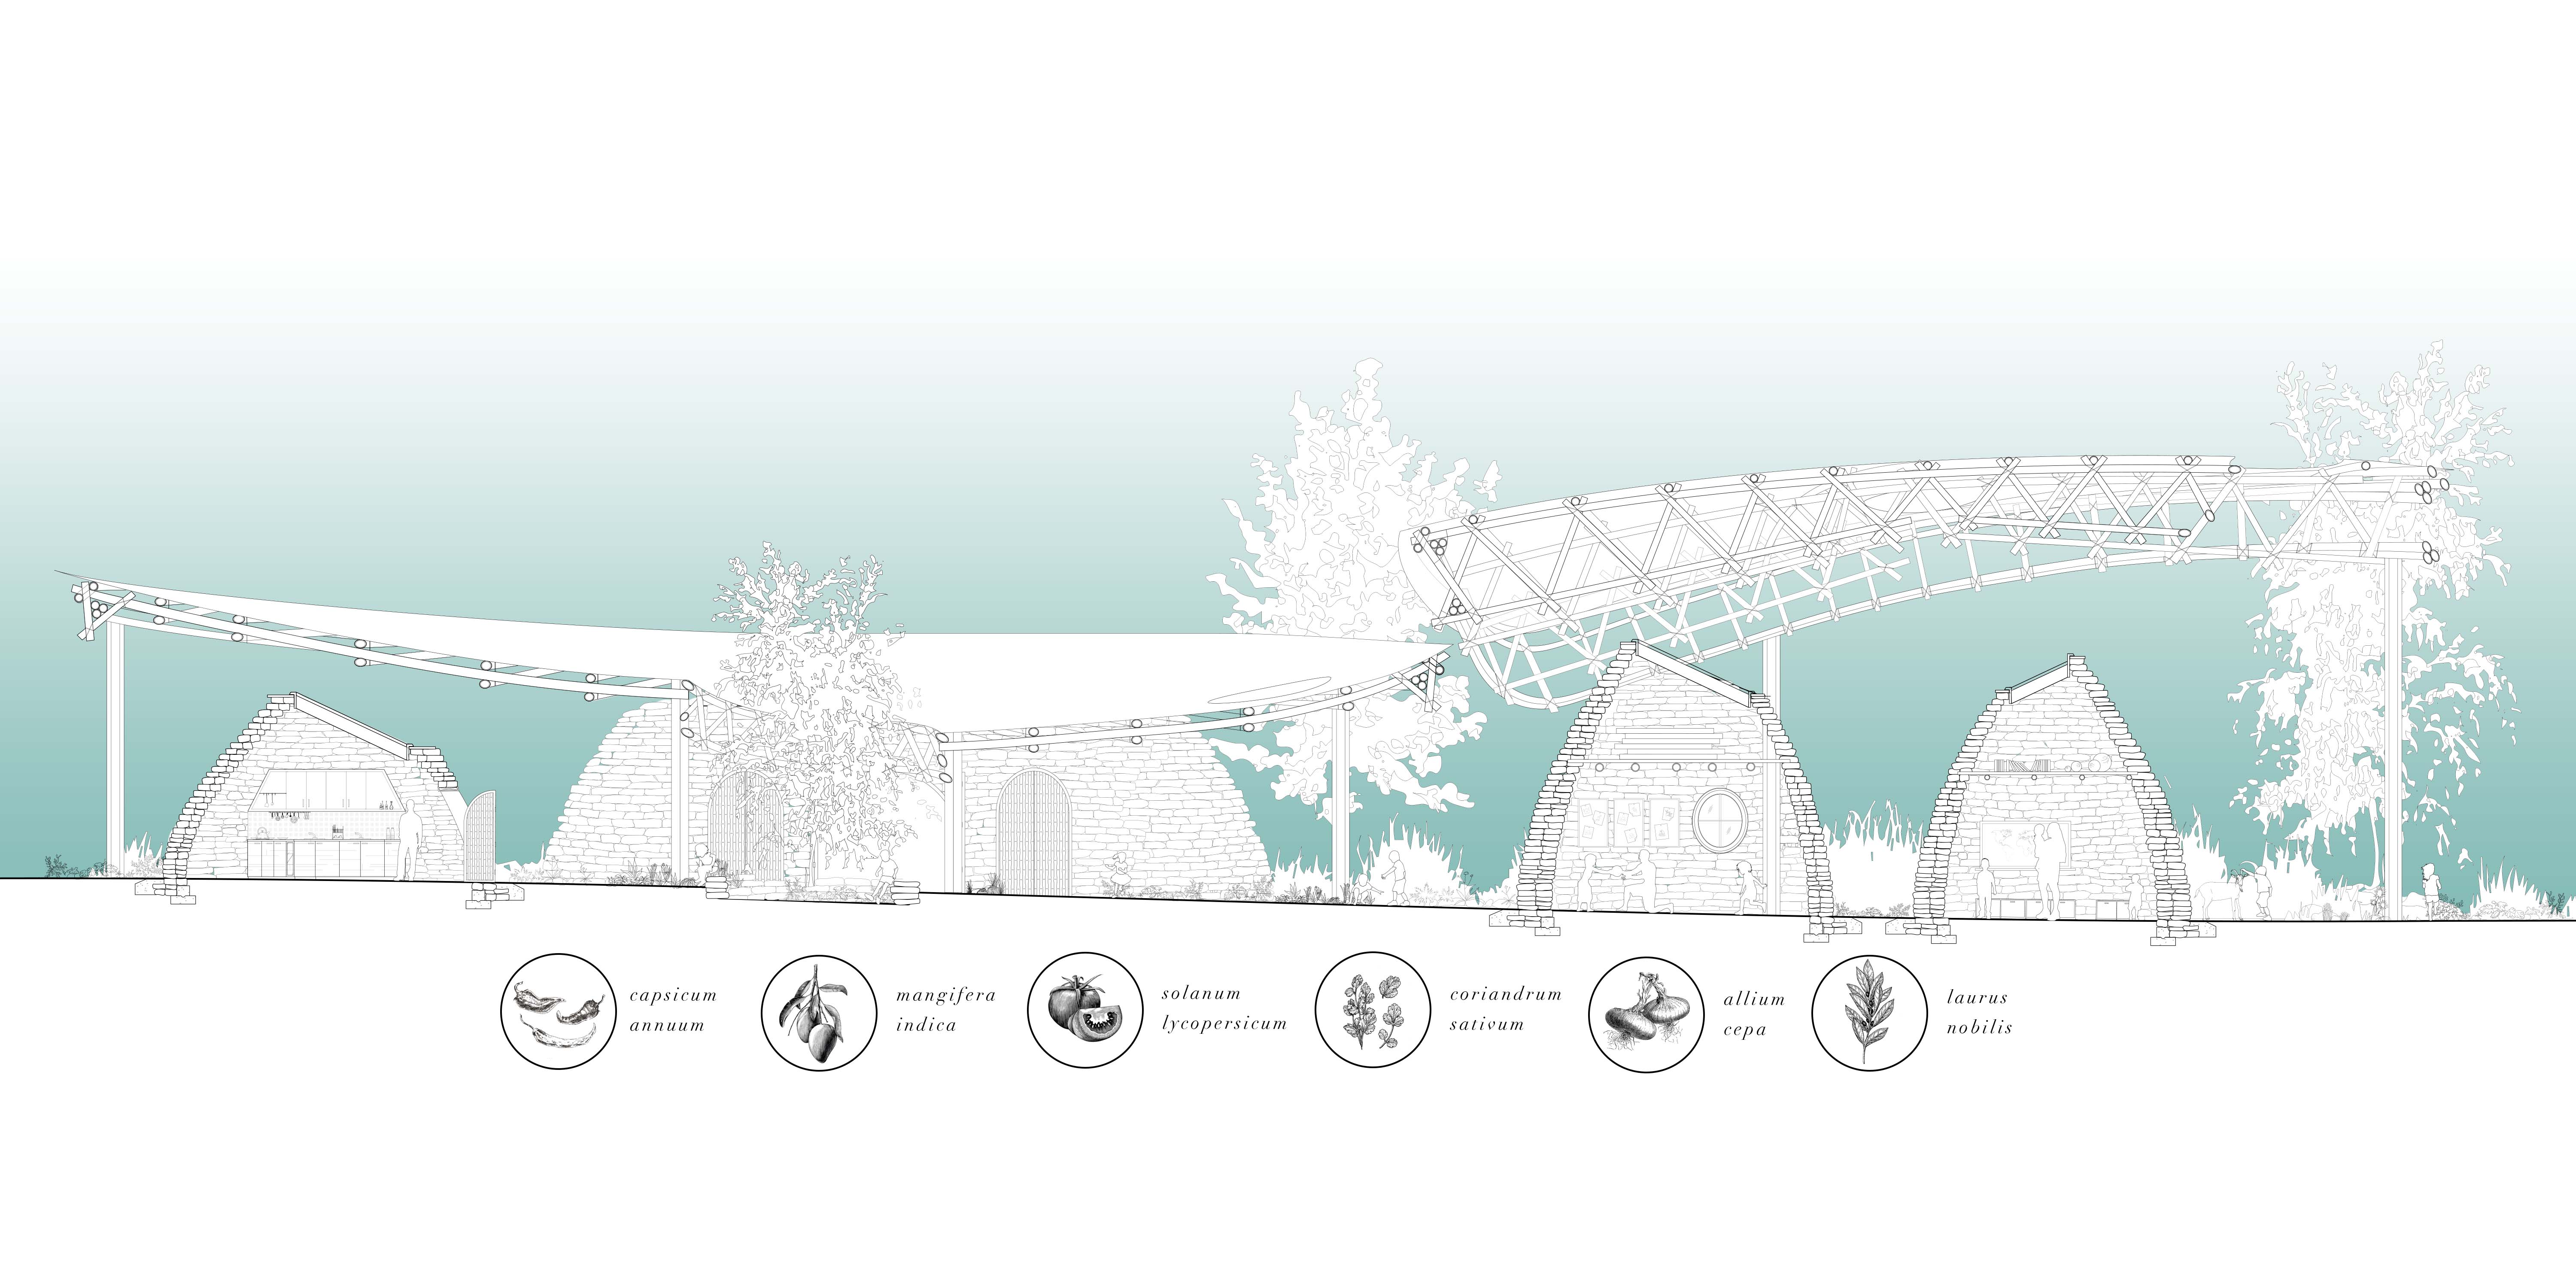 capsicum
annuum
mangifera
indica
solanum
lycopersicum
coriandrum
sativum
allium
cepa
laurus
nobilis